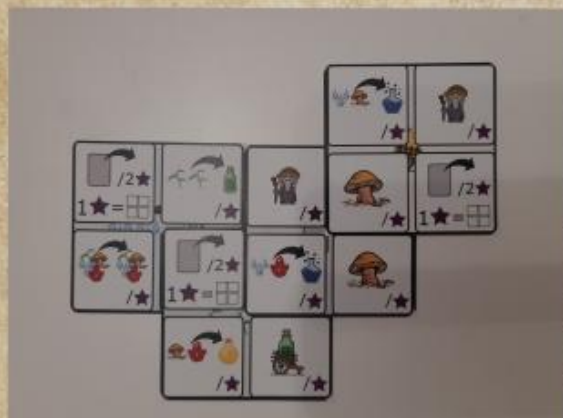 /★ /★
/2★ /★ /2★
1★=⊞ /★ /★ 1★=⊞
/2★
/★ 1★=⊞ /★ /★
/★ /★